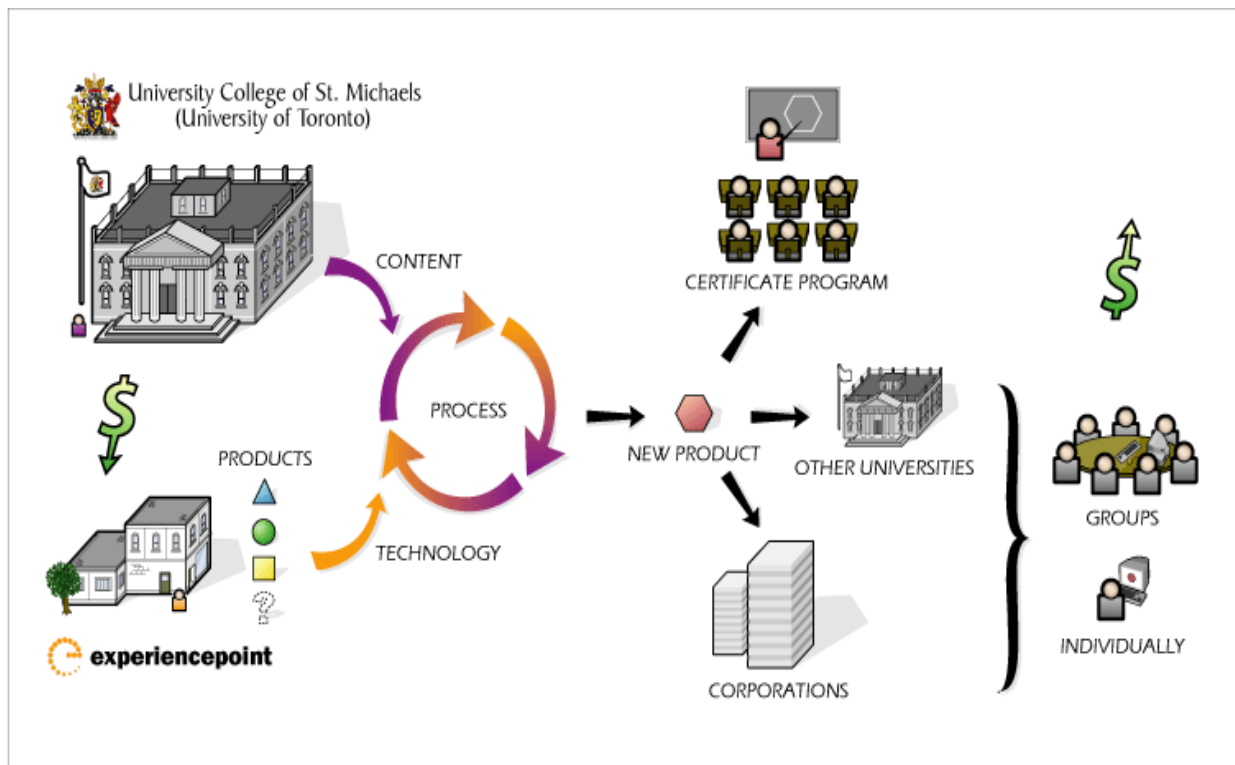 University College of St. Michaels
(University of Toronto)
CONTENT
PROCESS
PRODUCTS
TECHNOLOGY
?
experiencepoint
$
NEW PRODUCT
CERTIFICATE PROGRAM
OTHER UNIVERSITIES
CORPORATIONS
$
GROUPS
INDIVIDUALLY